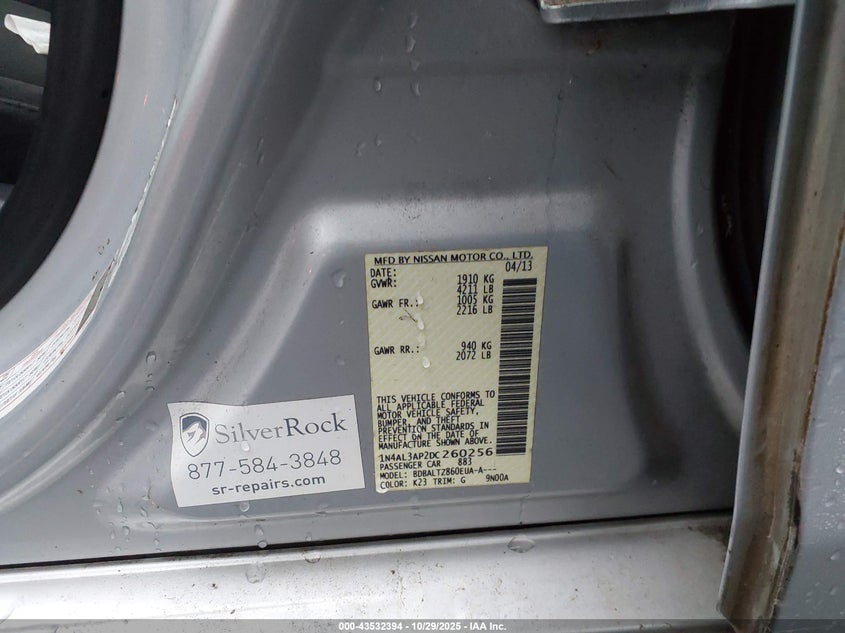 MFD BY NISSAN MOTOR CO., LTD.
DATE: 04/13
GVWR: 1910 KG
4211 LB
GAWR FR.: 1005 KG
2216 LB
GAWR RR.: 940 KG
2072 LB
THIS VEHICLE CONFORMS TO
ALL APPLICABLE FEDERAL
MOTOR VEHICLE SAFETY,
BUMPER, AND THEFT
PREVENTION STANDARDS IN
EFFECT ON THE DATE OF
MANUFACTURE SHOWN ABOVE.
1N4AL3AP2DC260256
PASSENGER CAR 883
MODEL: BDBALTZ860EUA-A---
COLOR: K23 TRIM: G 9N00A
SilverRock
877-584-3848
sr-repairs.com
000-43532394 - 10/29/2025 - IAA Inc.